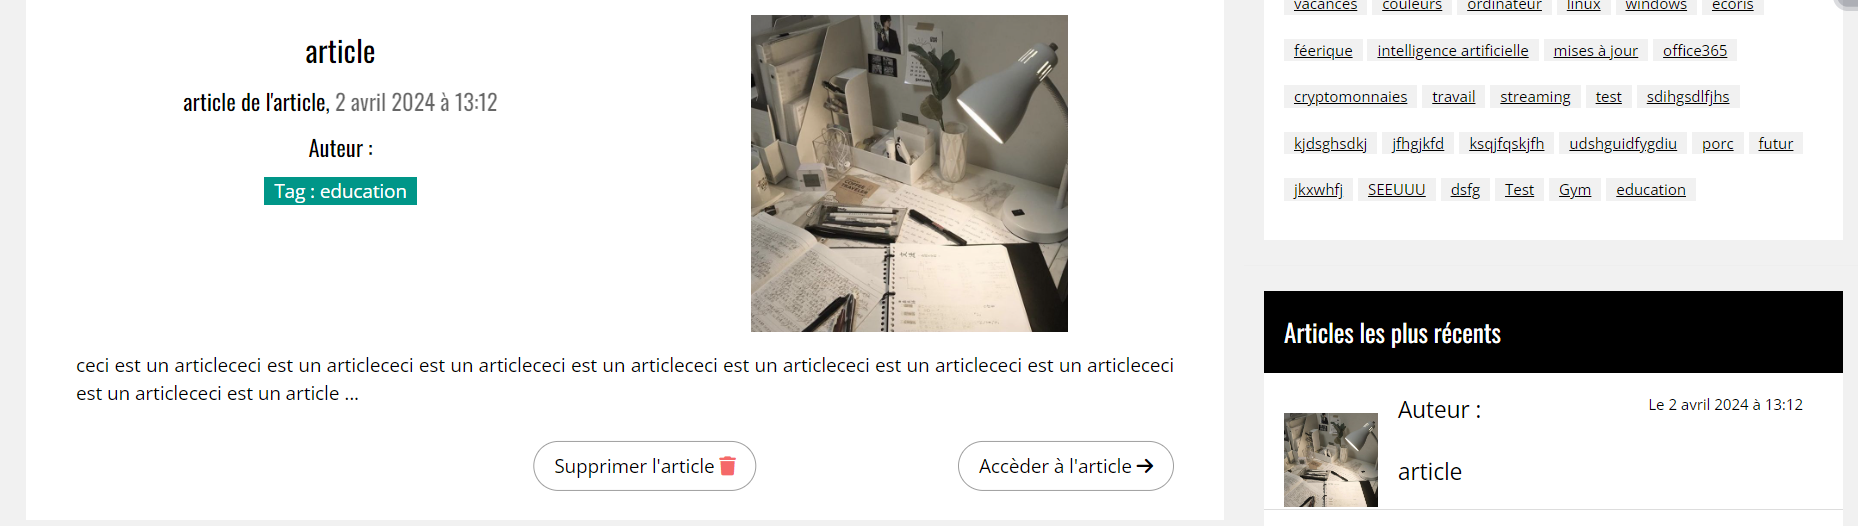 article
article de l'article, 2 avril 2024 à 13:12
Auteur :
Tag : education
ceci est un articlececi est un articlececi est un articlececi est un articlececi est un articlececi est un articlececi est un articlececi
est un articlececi est un article ...
Supprimer l'article
Accèder à l'article
vacances couleurs ordinateur linux windows ecoris
féerique intelligence artificielle mises à jour office365
cryptomonnaies travail streaming test sdihgsdlfjhs
kjdsghsdkj jfhgjkfd ksqjfqskjfh udshguidfygdiu porc futur
jkxwhfj SEEUUU dsfg Test Gym education
Articles les plus récents
Auteur :
Le 2 avril 2024 à 13:12
article